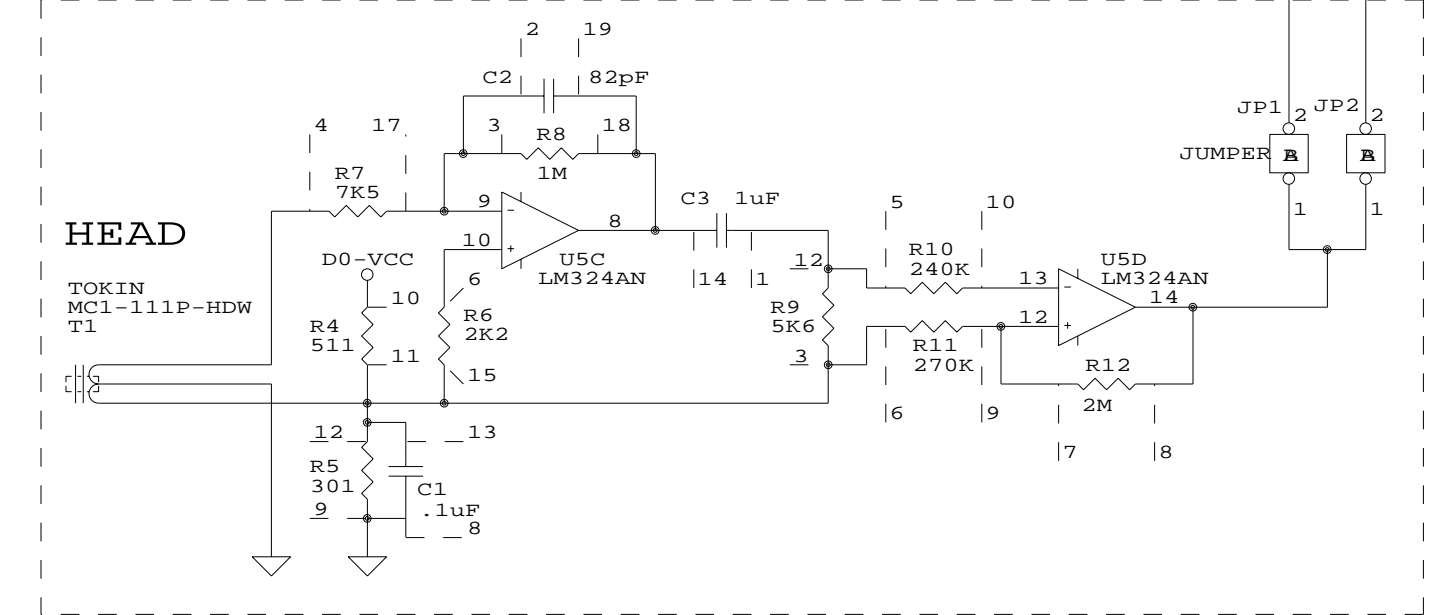 2 19
C2 82pF
4 17 3 R8 18
1M
R7
7K5
9
−
8
10
+
U5C
LM324AN
C3 1uF
14 1
HEAD
TOKIN
MC1-111P-HDW
T1
D0-VCC
10
R4
511
11
6
R6
2K2
15
12 13
R5
301
9
C1
.1uF
8
12
R9
5K6
3
5 10
R10
240K
R11
270K
6 9
13
−
12
+
U5D
LM324AN
14
R12
2M
7 8
JP1 2 JP2 2
JUMPER
1 1